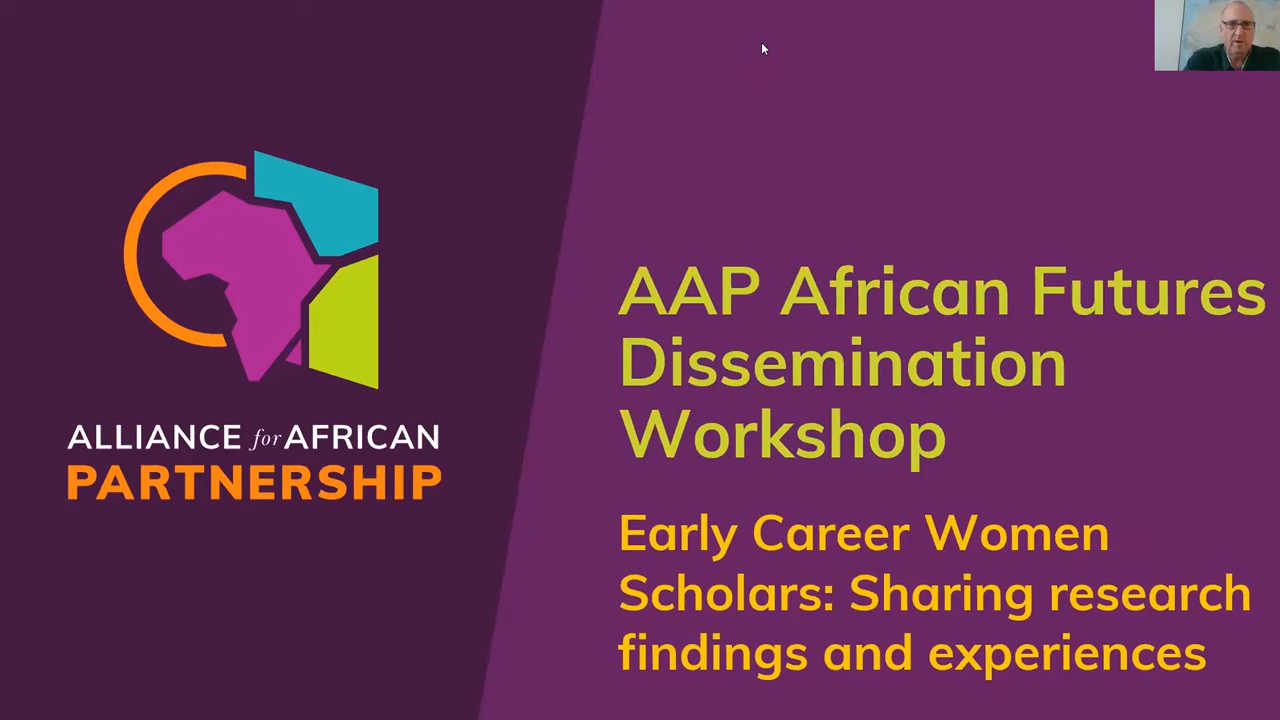 ALLIANCE for AFRICAN
PARTNERSHIP
AAP African Futures
Dissemination
Workshop
Early Career Women
Scholars: Sharing research
findings and experiences